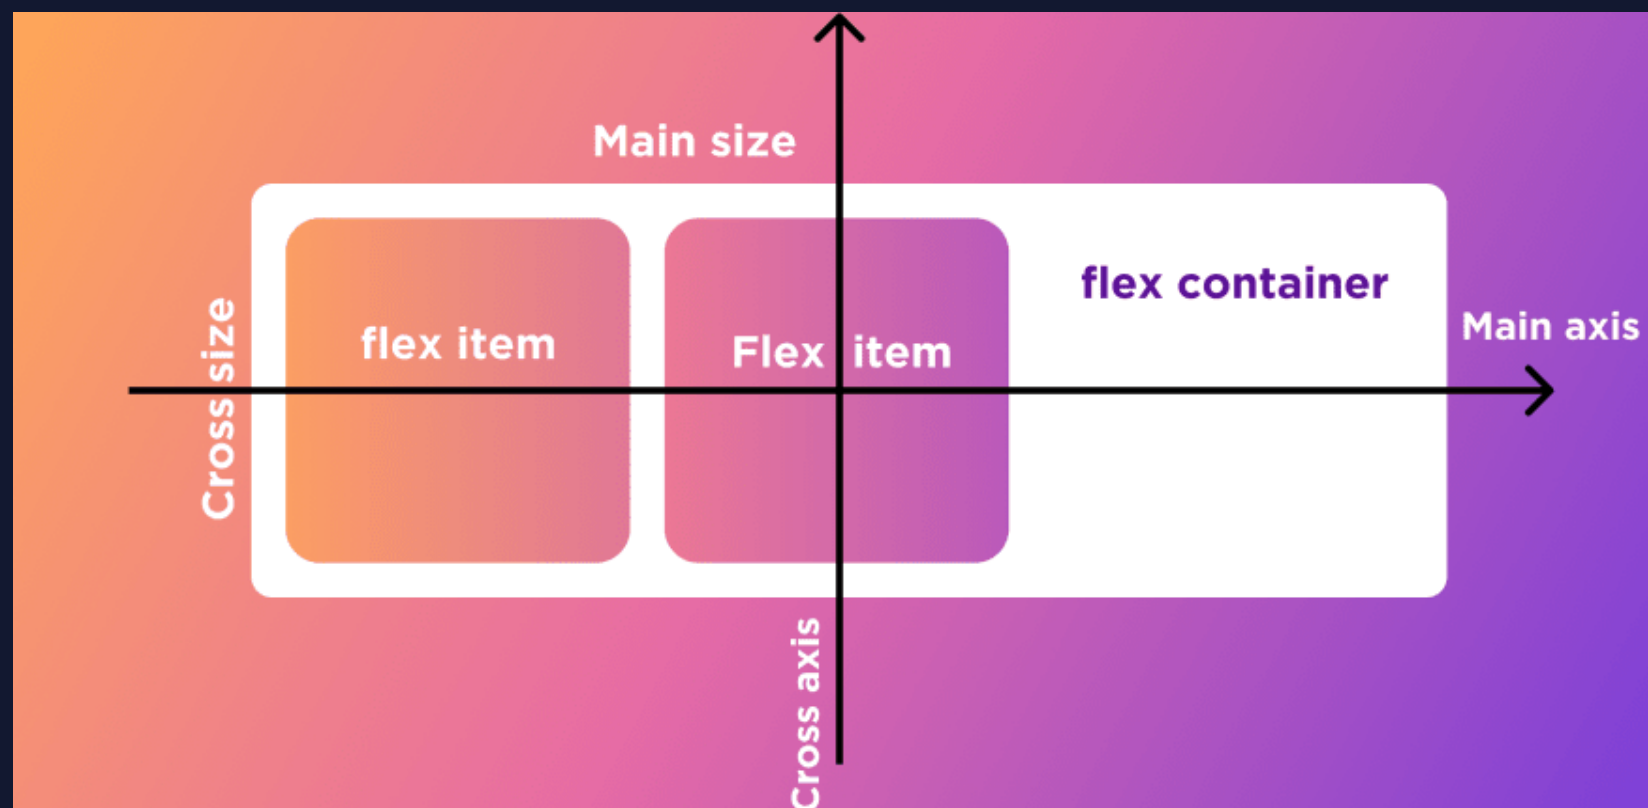 Main size
flex container
Main axis
flex item
Flex item
Cross size
Cross axis